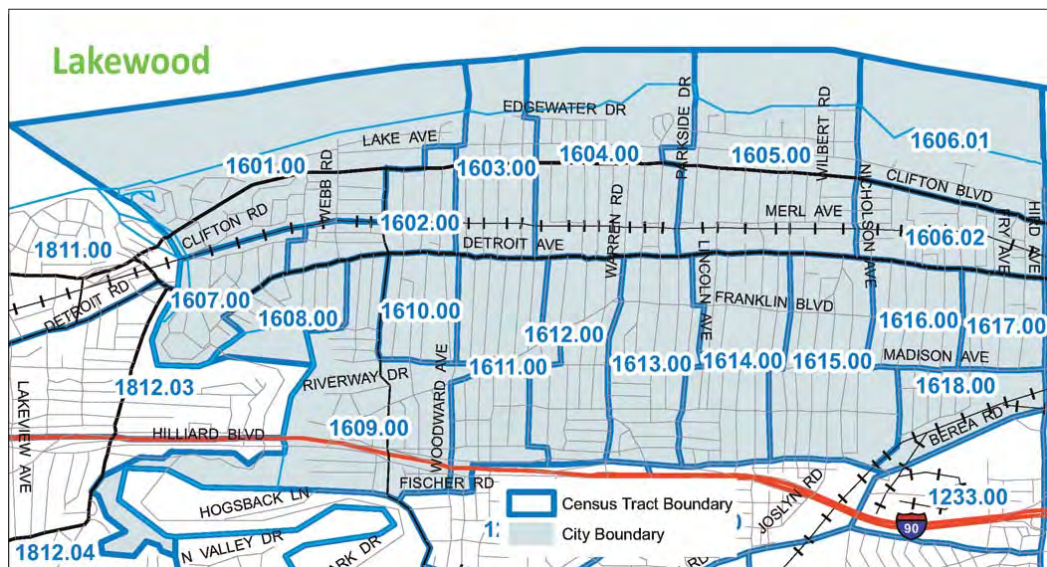 Lakewood
EDGEWATER DR
PARKSIDE DR
WILBERT RD
1606.01
LAKE AVE
1601.00
WEBB RD
1603.00
1604.00
1605.00
CLIFTON BLVD
NICHOLSON AVE
CLIFTON RD
1602.00
WARREN RD
MERL AVE
1606.02
FRY AVE
HIRD AVE
1811.00
DETROIT AVE
LINCOLN AVE
DETROIT RD
1607.00
1608.00
1610.00
1612.00
FRANKLIN BLVD
1616.00
1617.00
1611.00
1613.00
1614.00
1615.00
MADISON AVE
1812.03
RIVERWAY DR
WOODWARD AVE
1618.00
LAKEVIEW AVE
HILLIARD BLVD
1609.00
BEREA RD
FISCHER RD
HOGSBACK LN
JOSLYN RD
1233.00
90
Census Tract Boundary
City Boundary
1812.04
N VALLEY DR